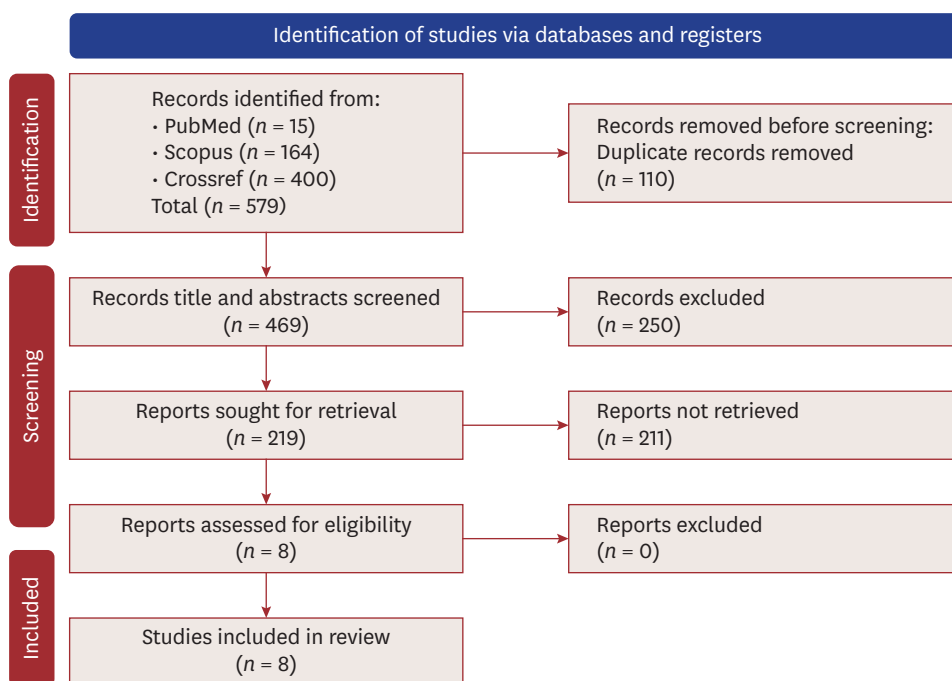 Identification of studies via databases and registers
Identification
Records identified from:
· PubMed (n = 15)
· Scopus (n = 164)
· Crossref (n = 400)
Total (n = 579)
Records removed before screening:
Duplicate records removed
(n = 110)
Screening
Records title and abstracts screened
(n = 469)
Records excluded
(n = 250)
Reports sought for retrieval
(n = 219)
Reports not retrieved
(n = 211)
Reports assessed for eligibility
(n = 8)
Reports excluded
(n = 0)
Included
Studies included in review
(n = 8)